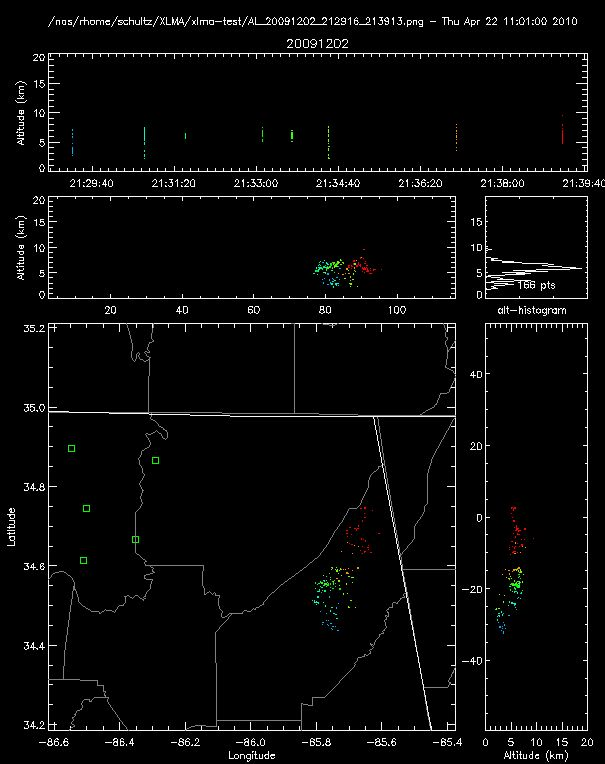 /nas/rhome/schultz/XLMA/xlma-test/AL_20091202_212916_213913.png - Thu Apr 22 11:01:00 2010
20091202
Altitude (km)
20
15
10
5
0
21:29:40 21:31:20 21:33:00 21:34:40 21:36:20 21:38:00 21:39:40
Altitude (km)
20
15
10
5
0
20 40 60 80 100
15
10
5
0
166 pts
alt-histogram
Latitude
35.2
35.0
34.8
34.6
34.4
34.2
-86.6 -86.4 -86.2 -86.0 -85.8 -85.6 -85.4
Longitude
40
20
0
-20
-40
0 5 10 15 20
Altitude (km)